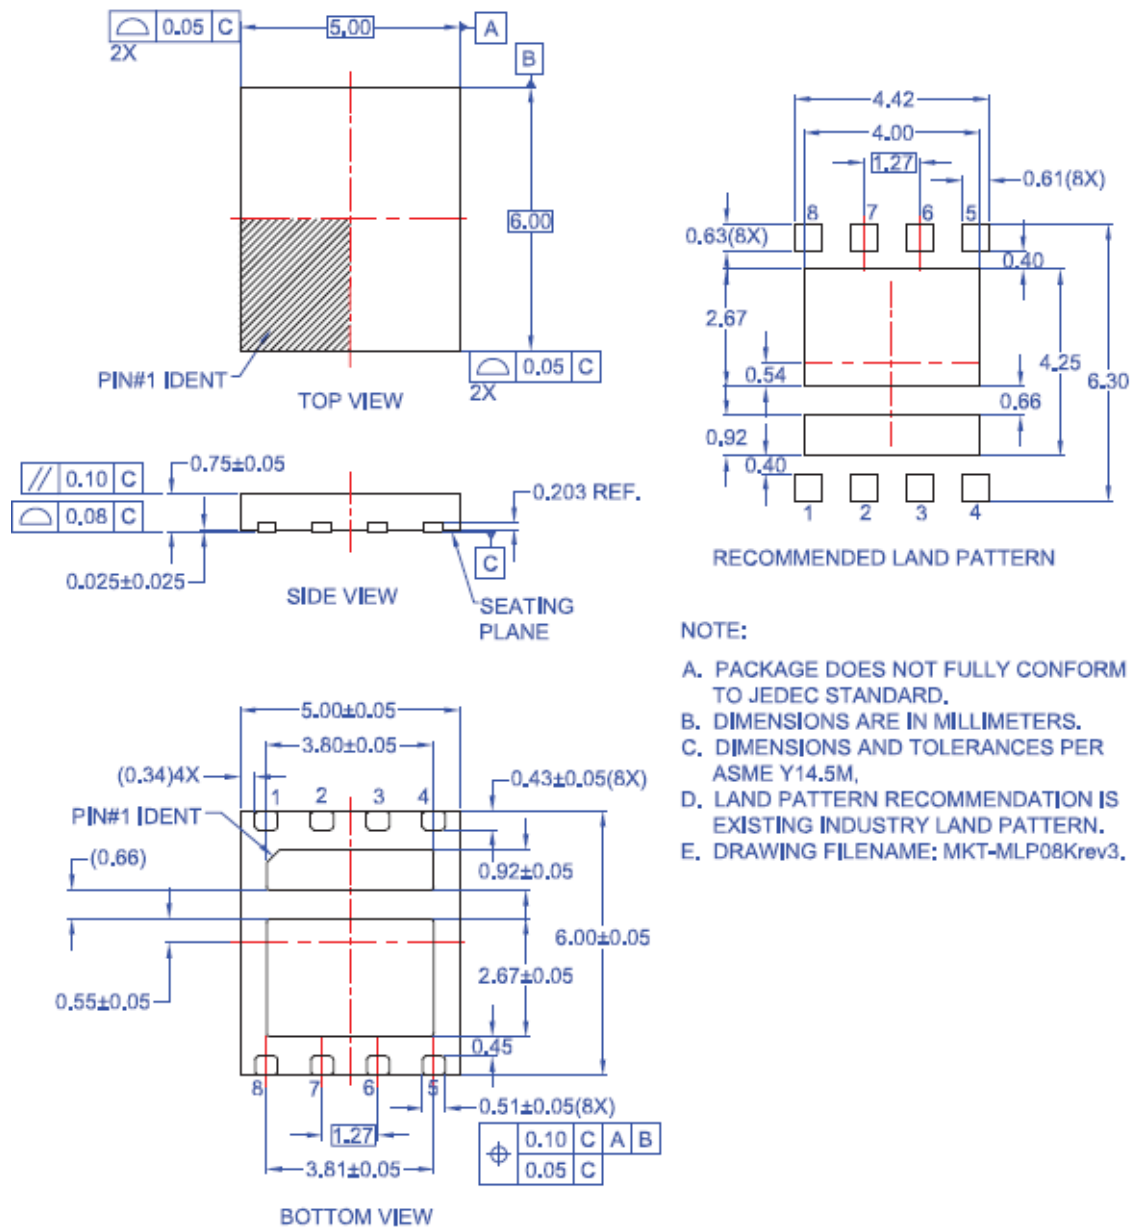 0.05 C
2X
5.00
A
B
6.00
PIN#1 IDENT
0.05 C
2X
TOP VIEW
// 0.10 C
0.08 C
0.75±0.05
0.203 REF.
0.025±0.025
C
SIDE VIEW
SEATING
PLANE
5.00±0.05
3.80±0.05
(0.34)4X
0.43±0.05(8X)
1 2 3 4
PIN#1 IDENT
(0.66)
0.92±0.05
6.00±0.05
2.67±0.05
0.55±0.05
0.45
8 7 6 5
0.51±0.05(8X)
1.27
0.10 C A B
0.05 C
3.81±0.05
BOTTOM VIEW
4.42
4.00
1.27
0.61(8X)
8 7 6 5
0.63(8X)
0.40
2.67
4.25
6.30
0.54
0.66
0.92
0.40
1 2 3 4
RECOMMENDED LAND PATTERN
NOTE:
A. PACKAGE DOES NOT FULLY CONFORM
TO JEDEC STANDARD.
B. DIMENSIONS ARE IN MILLIMETERS.
C. DIMENSIONS AND TOLERANCES PER
ASME Y14.5M,
D. LAND PATTERN RECOMMENDATION IS
EXISTING INDUSTRY LAND PATTERN.
E. DRAWING FILENAME: MKT-MLP08Krev3.